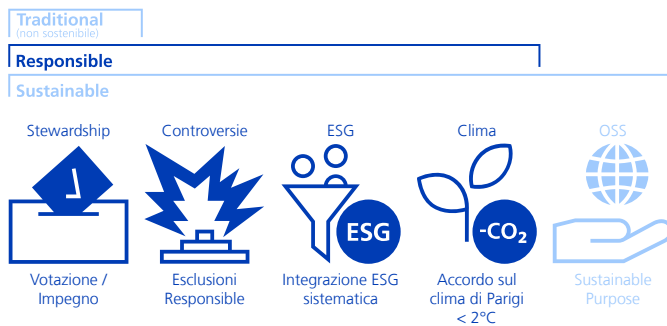 Traditional
(non sostenibile)
Responsible
Sustainable
Stewardship
Controversie
ESG
Clima
OSS
ESG
-CO₂
Votazione /
Impegno
Esclusioni
Responsible
Integrazione ESG
sistematica
Accordo sul
clima di Parigi
< 2°C
Sustainable
Purpose